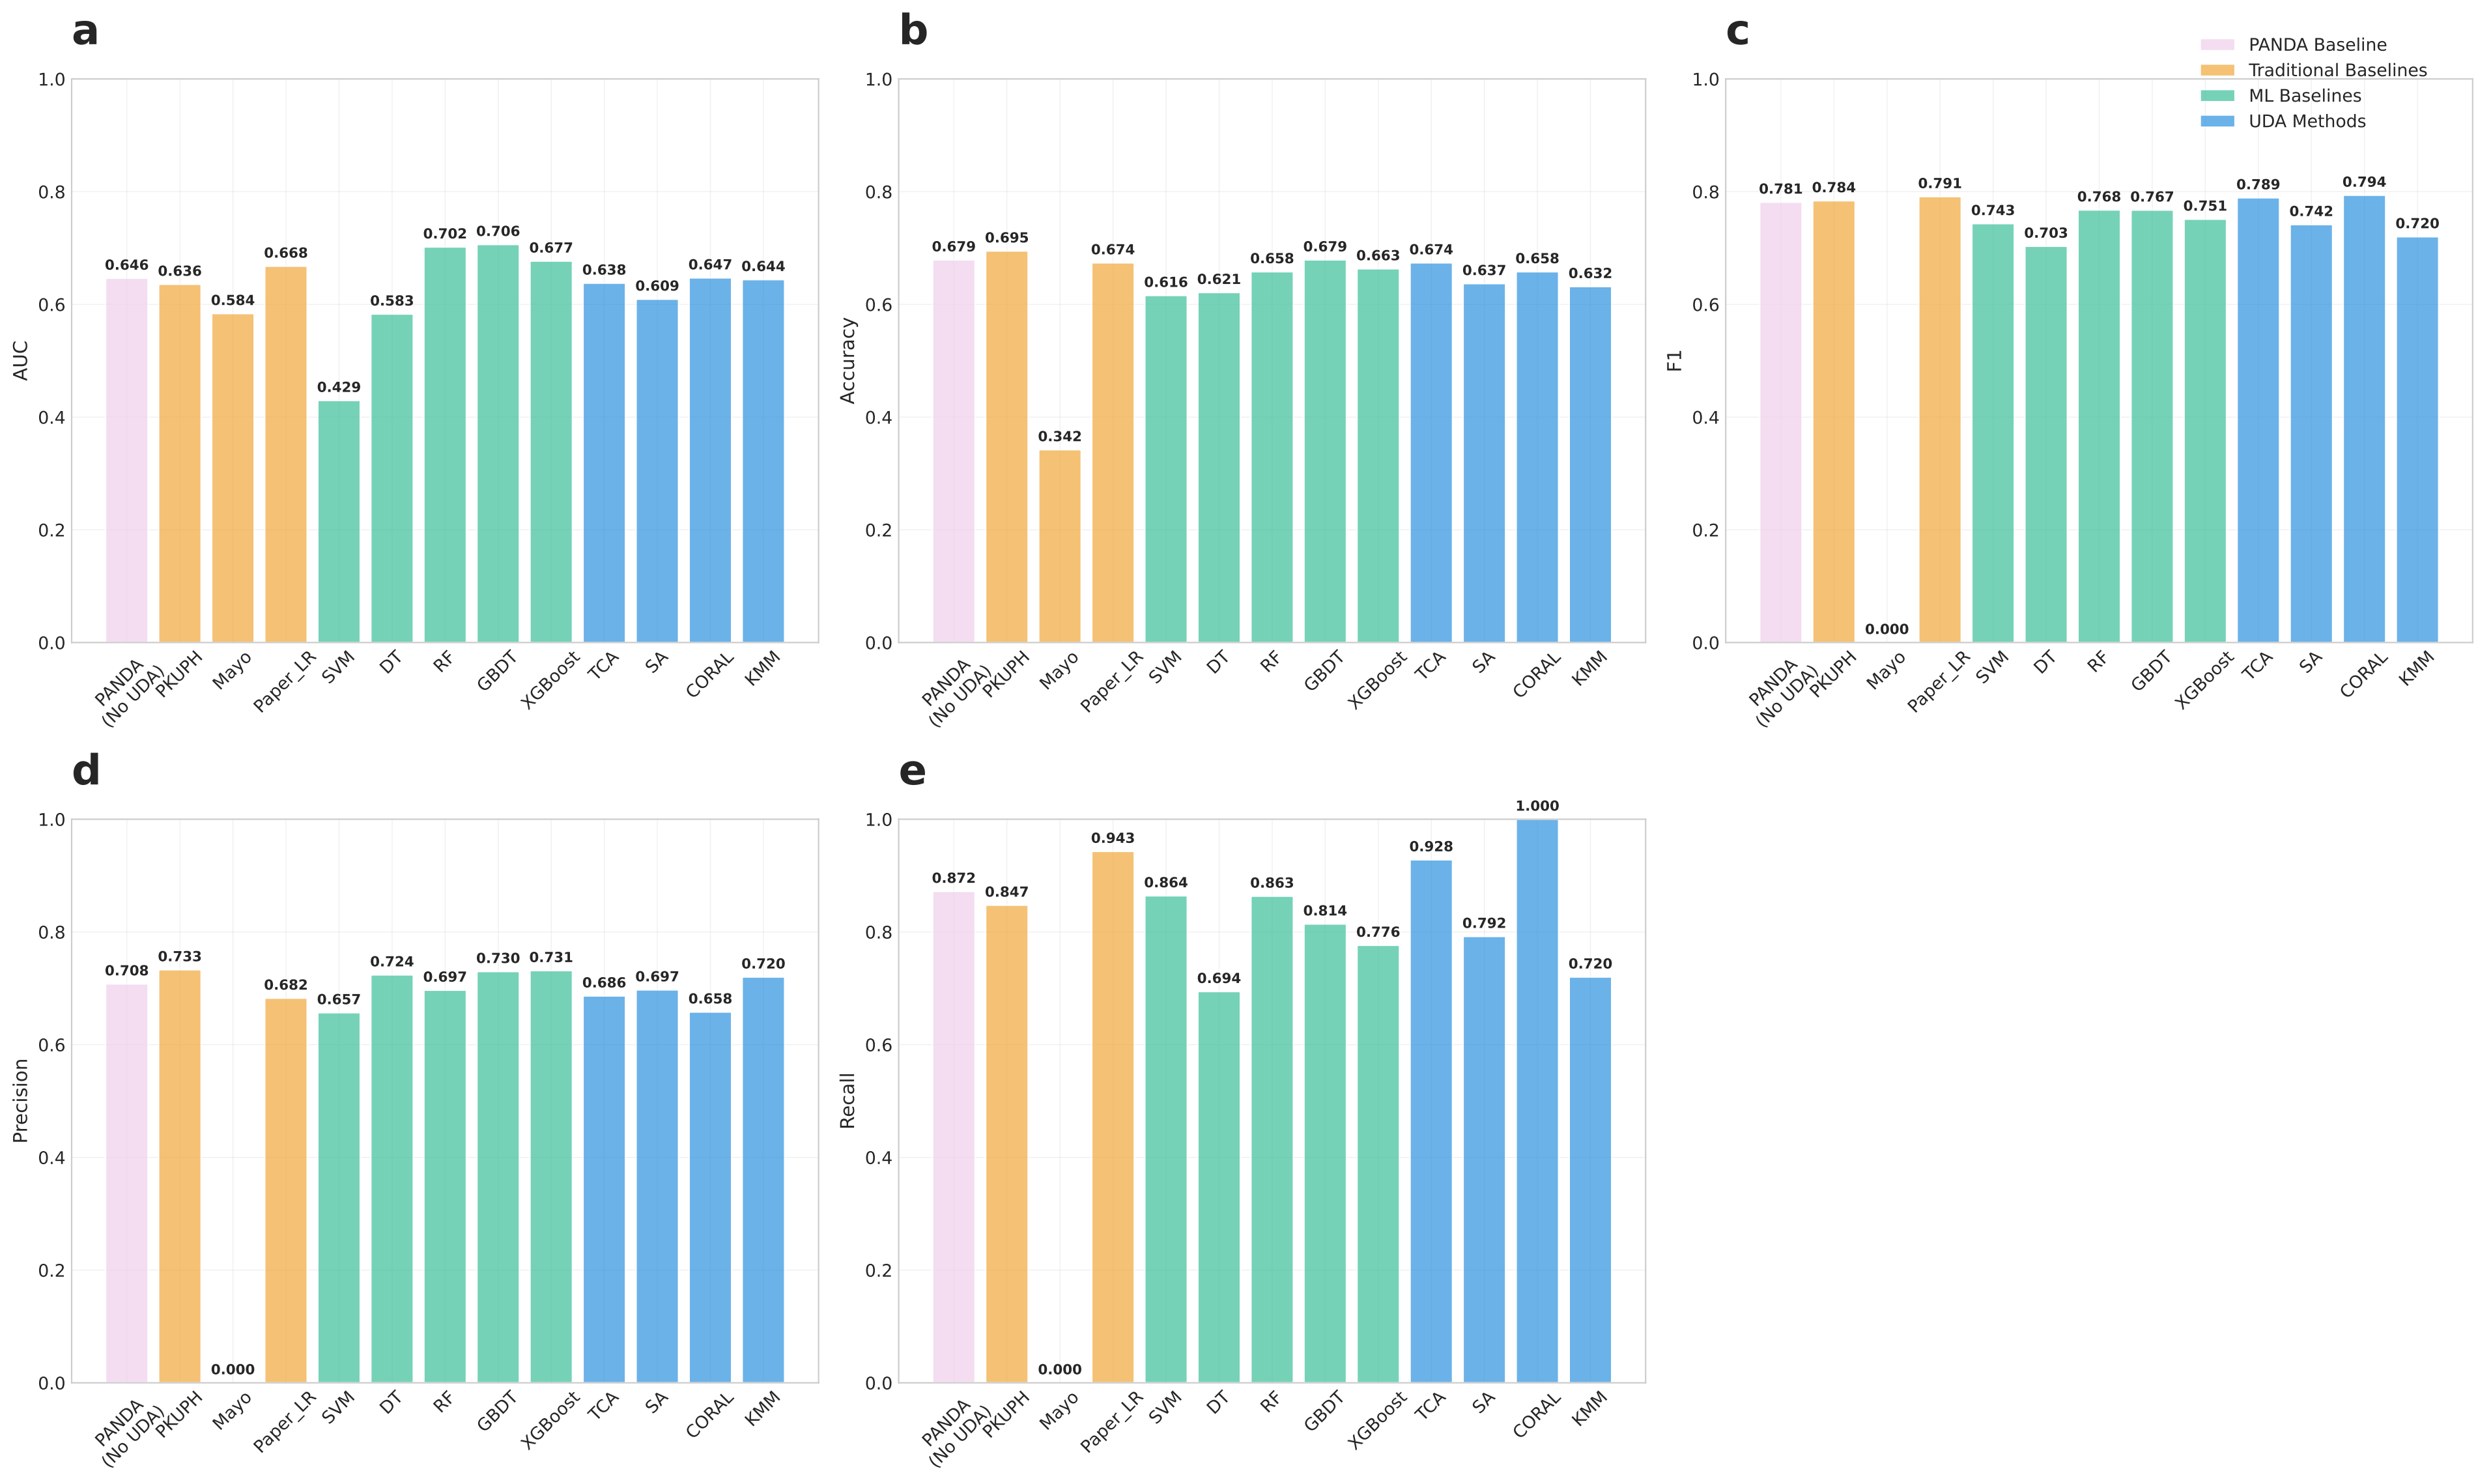 a
1.0
0.8
0.6
0.4
0.2
0.0
AUC
0.646
0.636
0.584
0.668
0.429
0.583
0.702
0.706
0.677
0.638
0.609
0.647
0.644
PANDA
(No UDA)
PKUPH
Mayo
Paper_LR
SVM
DT
RF
GBDT
XGBoost
TCA
SA
CORAL
KMM
b
1.0
0.8
0.6
0.4
0.2
0.0
Accuracy
0.679
0.695
0.342
0.674
0.616
0.621
0.658
0.679
0.663
0.674
0.637
0.658
0.632
PANDA
(No UDA)
PKUPH
Mayo
Paper_LR
SVM
DT
RF
GBDT
XGBoost
TCA
SA
CORAL
KMM
c
PANDA Baseline
Traditional Baselines
ML Baselines
UDA Methods
1.0
0.8
0.6
0.4
0.2
0.0
F1
0.781
0.784
0.000
0.791
0.743
0.703
0.768
0.767
0.751
0.789
0.742
0.794
0.720
PANDA
(No UDA)
PKUPH
Mayo
Paper_LR
SVM
DT
RF
GBDT
XGBoost
TCA
SA
CORAL
KMM
d
1.0
0.8
0.6
0.4
0.2
0.0
Precision
0.708
0.733
0.000
0.682
0.657
0.724
0.697
0.730
0.731
0.686
0.697
0.658
0.720
PANDA
(No UDA)
PKUPH
Mayo
Paper_LR
SVM
DT
RF
GBDT
XGBoost
TCA
SA
CORAL
KMM
e
1.0
0.8
0.6
0.4
0.2
0.0
Recall
0.872
0.847
0.000
0.943
0.864
0.694
0.863
0.814
0.776
0.928
0.792
1.000
0.720
PANDA
(No UDA)
PKUPH
Mayo
Paper_LR
SVM
DT
RF
GBDT
XGBoost
TCA
SA
CORAL
KMM